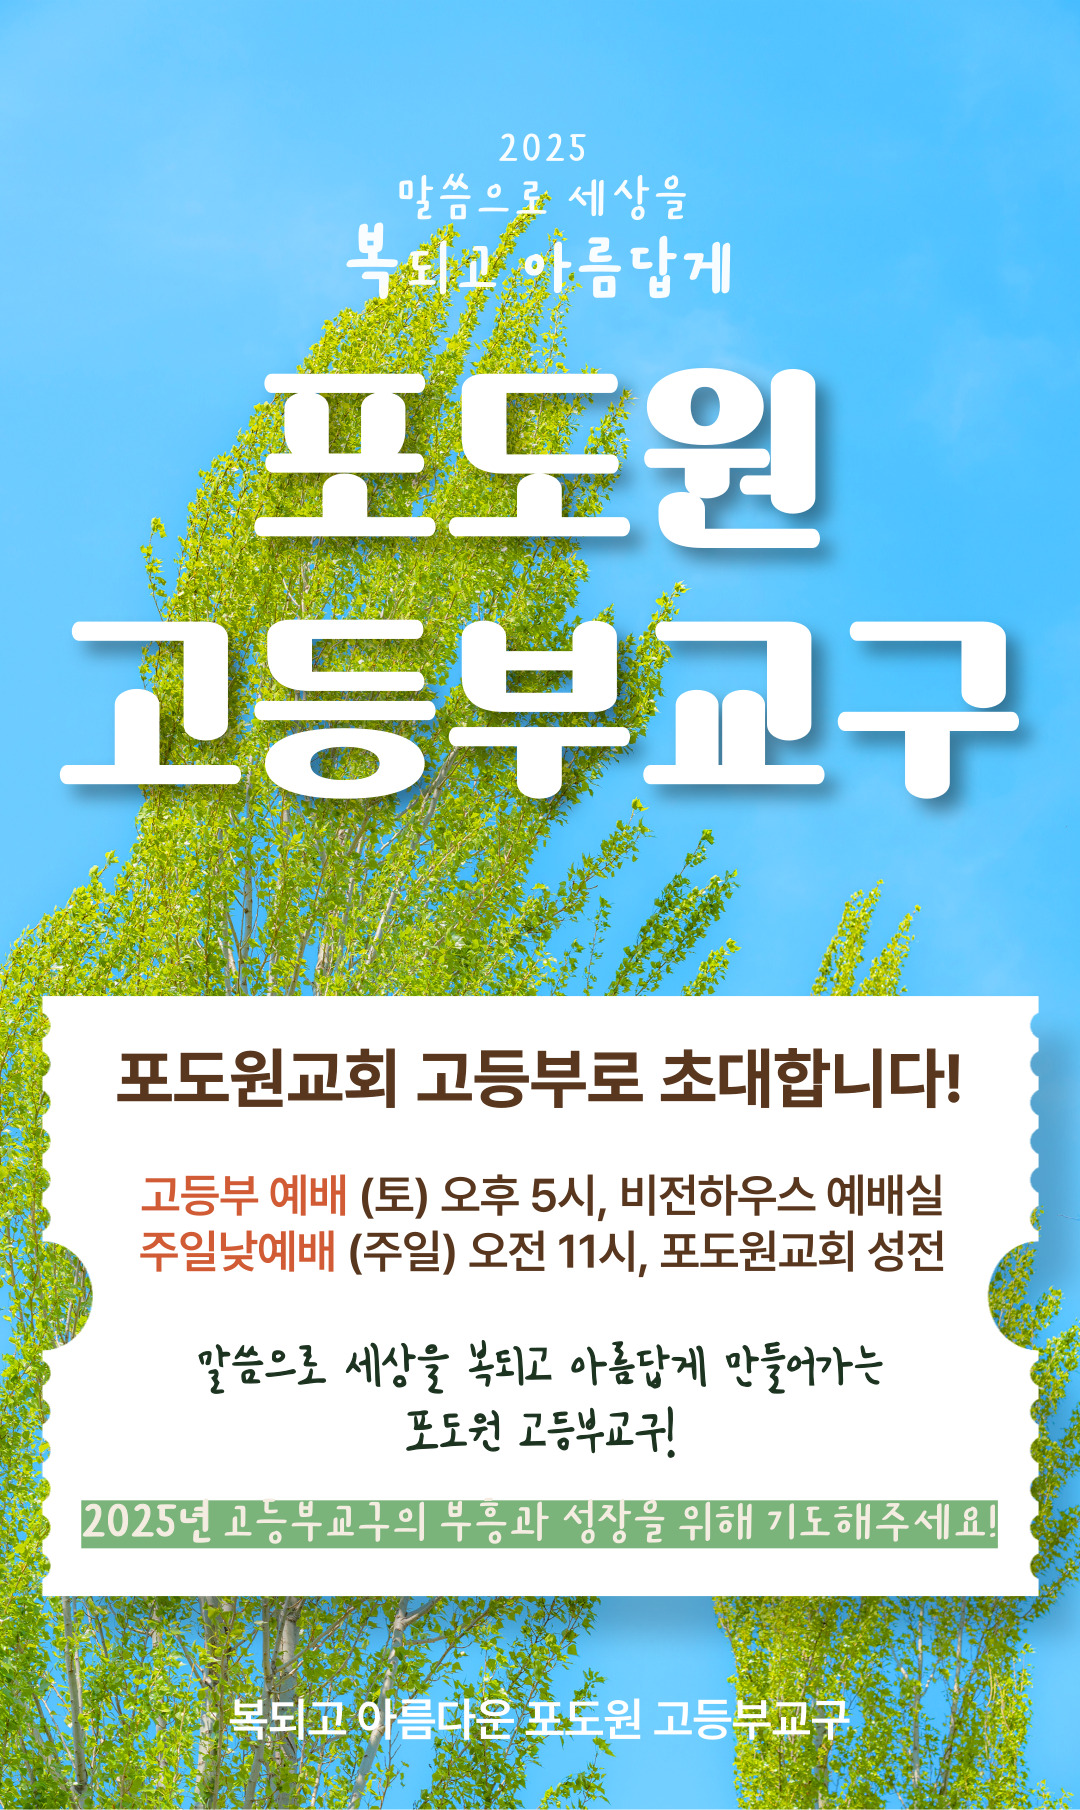 2025
말씀으로 세상을
복되고 아름답게
포도원
고등부교구
포도원교회 고등부로 초대합니다!
고등부 예배 (토) 오후 5시, 비전하우스 예배실
주일낮예배 (주일) 오전 11시, 포도원교회 성전
말씀으로 세상을 복되고 아름답게 만들어가는
포도원 고등부교구!
2025년 고등부교구의 부흥과 성장을 위해 기도해주세요!
복되고 아름다운 포도원 고등부교구